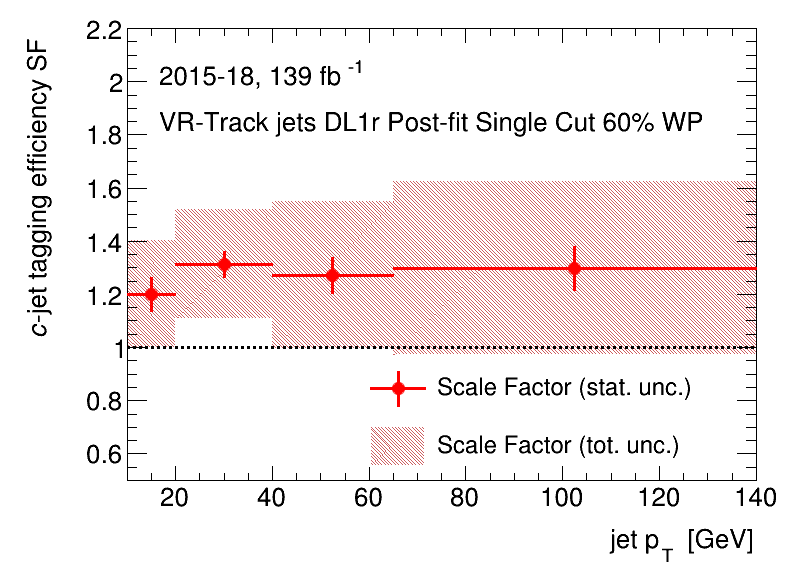 c-jet tagging efficiency SF
2.2
2
1.8
1.6
1.4
1.2
1
0.8
0.6
2015-18, 139 fb⁻¹
VR-Track jets DL1r Post-fit Single Cut 60% WP
Scale Factor (stat. unc.)
Scale Factor (tot. unc.)
20 40 60 80 100 120 140
jet p_T [GeV]